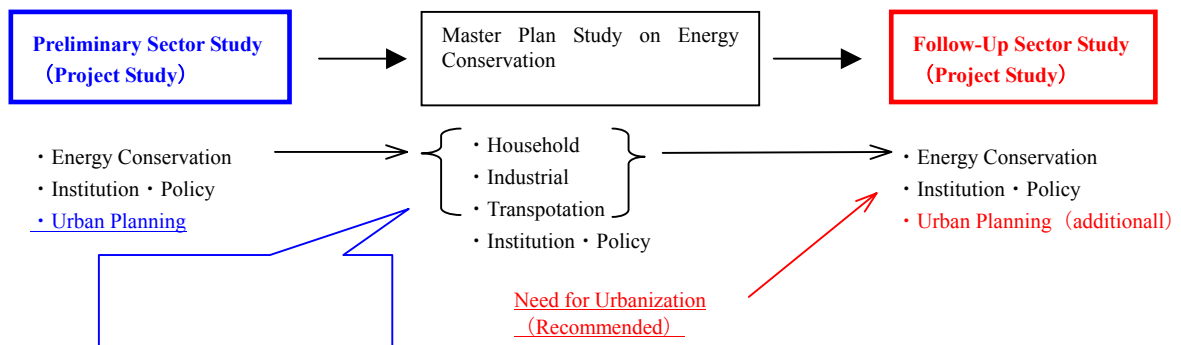 Preliminary Sector Study
（Project Study）
Master Plan Study on Energy
Conservation
Follow-Up Sector Study
（Project Study）
・Energy Conservation
・Institution・Policy
・Urban Planning
・Household
・Industrial
・Transpotation
・Institution・Policy
・Energy Conservation
・Institution・Policy
・Urban Planning（additionall）
Need for Urbanization
（Recommended）